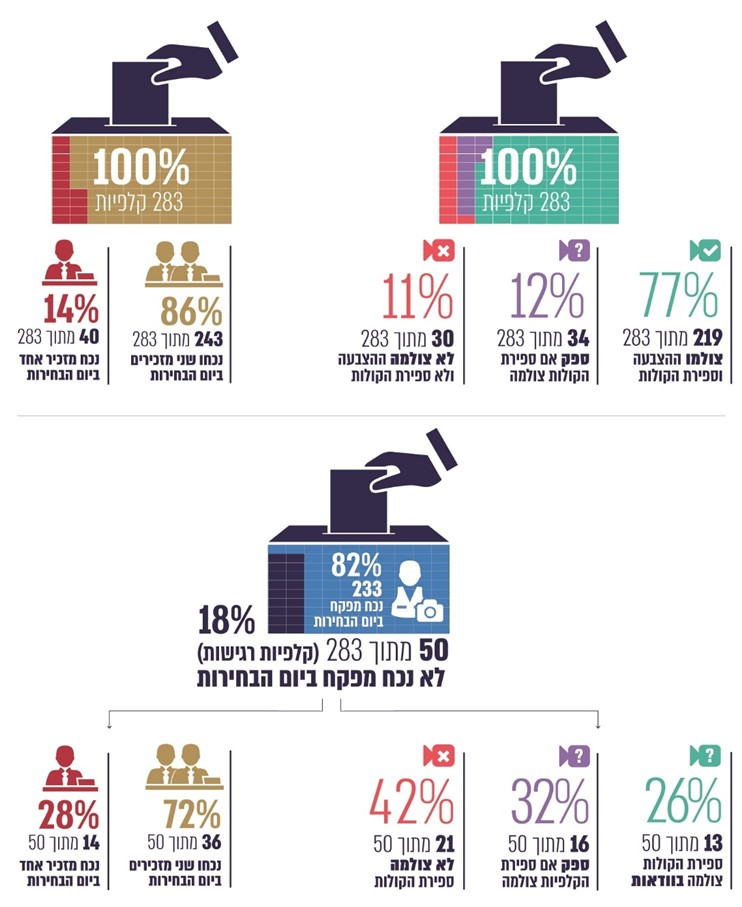 100%
283 קלפיות
77%
219 מתוך 283
צולמו ההצבעה
וספירת הקולות
12%
34 מתוך 283
ספק אם ספירת
הקולות צולמה
11%
30 מתוך 283
לא צולמה ההצבעה
ולא ספירת הקולות
100%
283 קלפיות
86%
243 מתוך 283
נכחו שני מזכירים
ביום הבחירות
14%
40 מתוך 283
נכח מזכיר אחד
ביום הבחירות
82%
233
נכח מפקח
ביום הבחירות
18%
50 מתוך 283 (קלפיות רגישות)
לא נכח מפקח ביום הבחירות
26%
13 מתוך 50
ספירת הקולות
צולמה בוודאות
32%
16 מתוך 50
ספק אם ספירת
הקלפיות צולמה
42%
21 מתוך 50
לא צולמה
ספירת הקולות
72%
36 מתוך 50
נכחו שני מזכירים
ביום הבחירות
28%
14 מתוך 50
נכח מזכיר אחד
ביום הבחירות